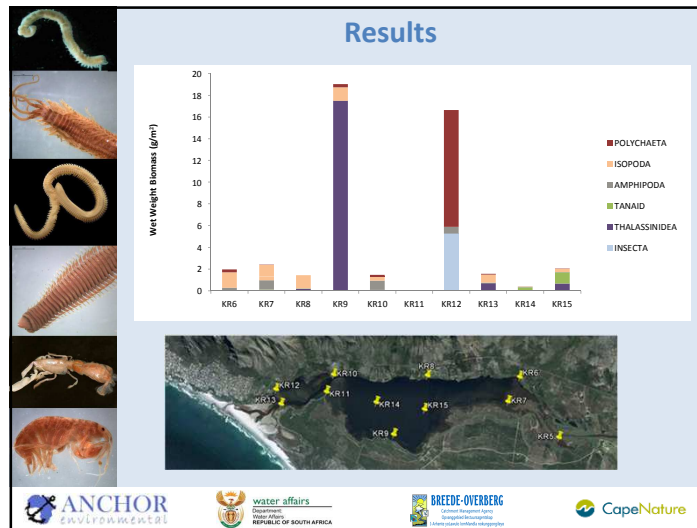 Results
Wet Weight Biomass (g/m²)
20
18
16
14
12
10
8
6
4
2
0
KR6 KR7 KR8 KR9 KR10 KR11 KR12 KR13 KR14 KR15
POLYCHAETA
ISOPODA
AMPHIPODA
TANAID
THALASSINIDEA
INSECTA
KR10
KR8
KR6
KR12
KR11
KR13
KR14
KR15
KR7
KR9
KR5
ANCHOR
environmental
water affairs
Department:
Water Affairs
REPUBLIC OF SOUTH AFRICA
BREEDE-OVERBERG
Catchment Management Agency
Opvanggebied Bestuursagentskap
CapeNature